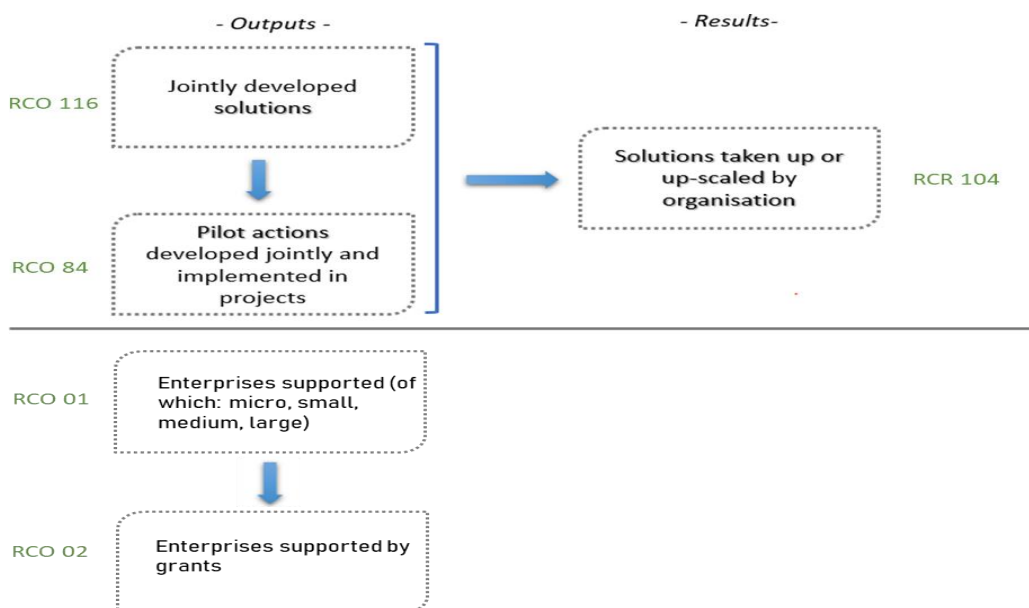 - Outputs -
- Results-
RCO 116
Jointly developed
solutions
Solutions taken up or
up-scaled by
organisation
RCR 104
RCO 84
Pilot actions
developed jointly and
implemented in
projects
RCO 01
Enterprises supported (of
which: micro, small,
medium, large)
RCO 02
Enterprises supported by
grants